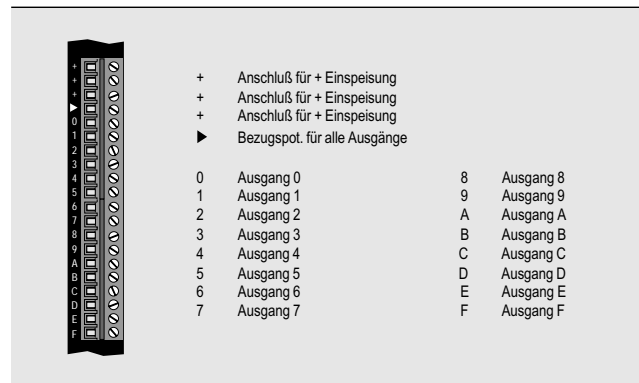 +
+
+
▶
0
1
2
3
4
5
6
7
8
9
A
B
C
D
E
F
+ Anschluß für + Einspeisung
+ Anschluß für + Einspeisung
+ Anschluß für + Einspeisung
▶ Bezugspot. für alle Ausgänge
0 Ausgang 0
1 Ausgang 1
2 Ausgang 2
3 Ausgang 3
4 Ausgang 4
5 Ausgang 5
6 Ausgang 6
7 Ausgang 7
8 Ausgang 8
9 Ausgang 9
A Ausgang A
B Ausgang B
C Ausgang C
D Ausgang D
E Ausgang E
F Ausgang F